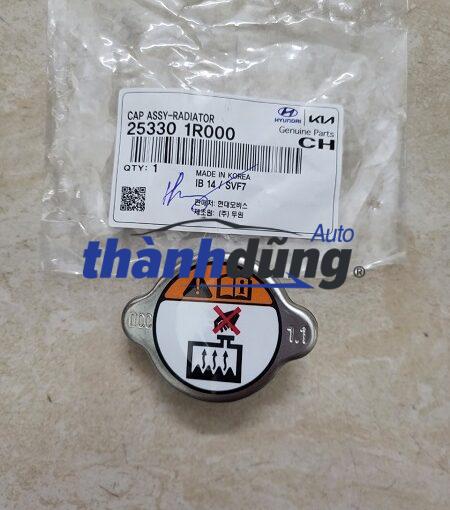 CAP ASSY-RADIATOR
25330 1R000
HYUNDAI KIA
Genuine Parts
CH
QTY: 1
MADE IN KOREA
IB 14 / SVF7
판매처: 현대모비스
제조원: (주) 두원
Auto
thànhdũng®
1.1